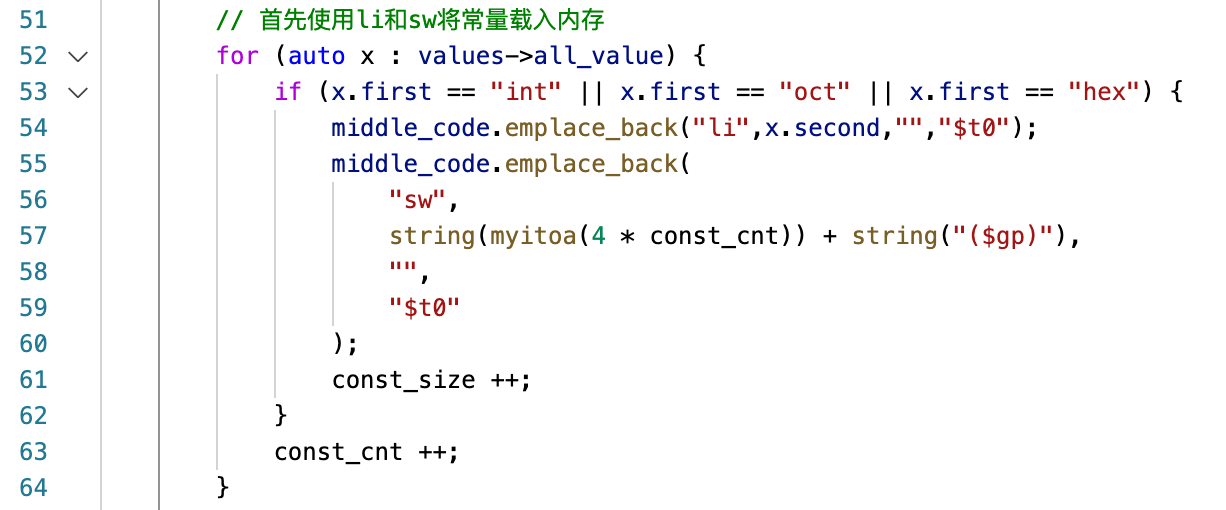 51 // 首先使用li和sw将常量载入内存
52 for (auto x : values->all_value) {
53 if (x.first == "int" || x.first == "oct" || x.first == "hex") {
54 middle_code.emplace_back("li",x.second,"","$t0");
55 middle_code.emplace_back(
56 "sw",
57 string(myitoa(4 * const_cnt)) + string("($gp)"),
58 "",
59 "$t0"
60 );
61 const_size ++;
62 }
63 const_cnt ++;
64 }